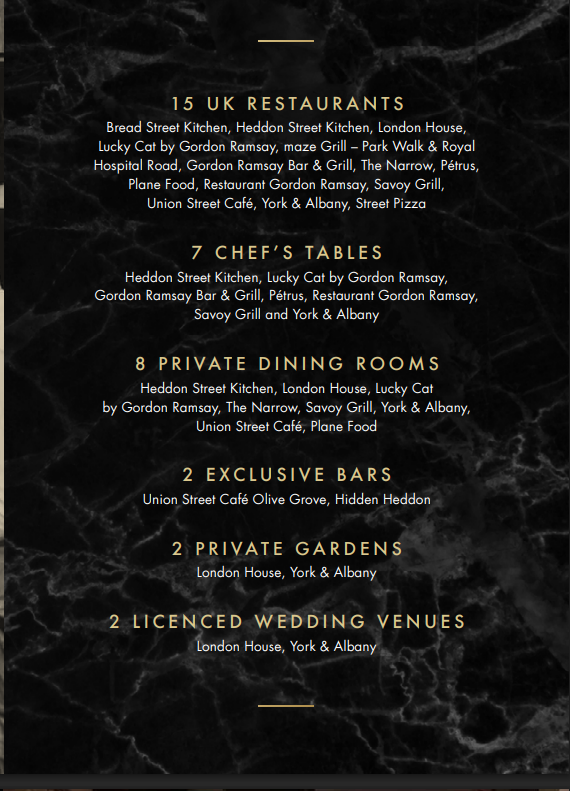 15 UK RESTAURANTS
Bread Street Kitchen, Heddon Street Kitchen, London House,
Lucky Cat by Gordon Ramsay, maze Grill – Park Walk & Royal
Hospital Road, Gordon Ramsay Bar & Grill, The Narrow, Pétrus,
Plane Food, Restaurant Gordon Ramsay, Savoy Grill,
Union Street Café, York & Albany, Street Pizza
7 CHEF'S TABLES
Heddon Street Kitchen, Lucky Cat by Gordon Ramsay,
Gordon Ramsay Bar & Grill, Pétrus, Restaurant Gordon Ramsay,
Savoy Grill and York & Albany
8 PRIVATE DINING ROOMS
Heddon Street Kitchen, London House, Lucky Cat
by Gordon Ramsay, The Narrow, Savoy Grill, York & Albany,
Union Street Café, Plane Food
2 EXCLUSIVE BARS
Union Street Café Olive Grove, Hidden Heddon
2 PRIVATE GARDENS
London House, York & Albany
2 LICENCED WEDDING VENUES
London House, York & Albany